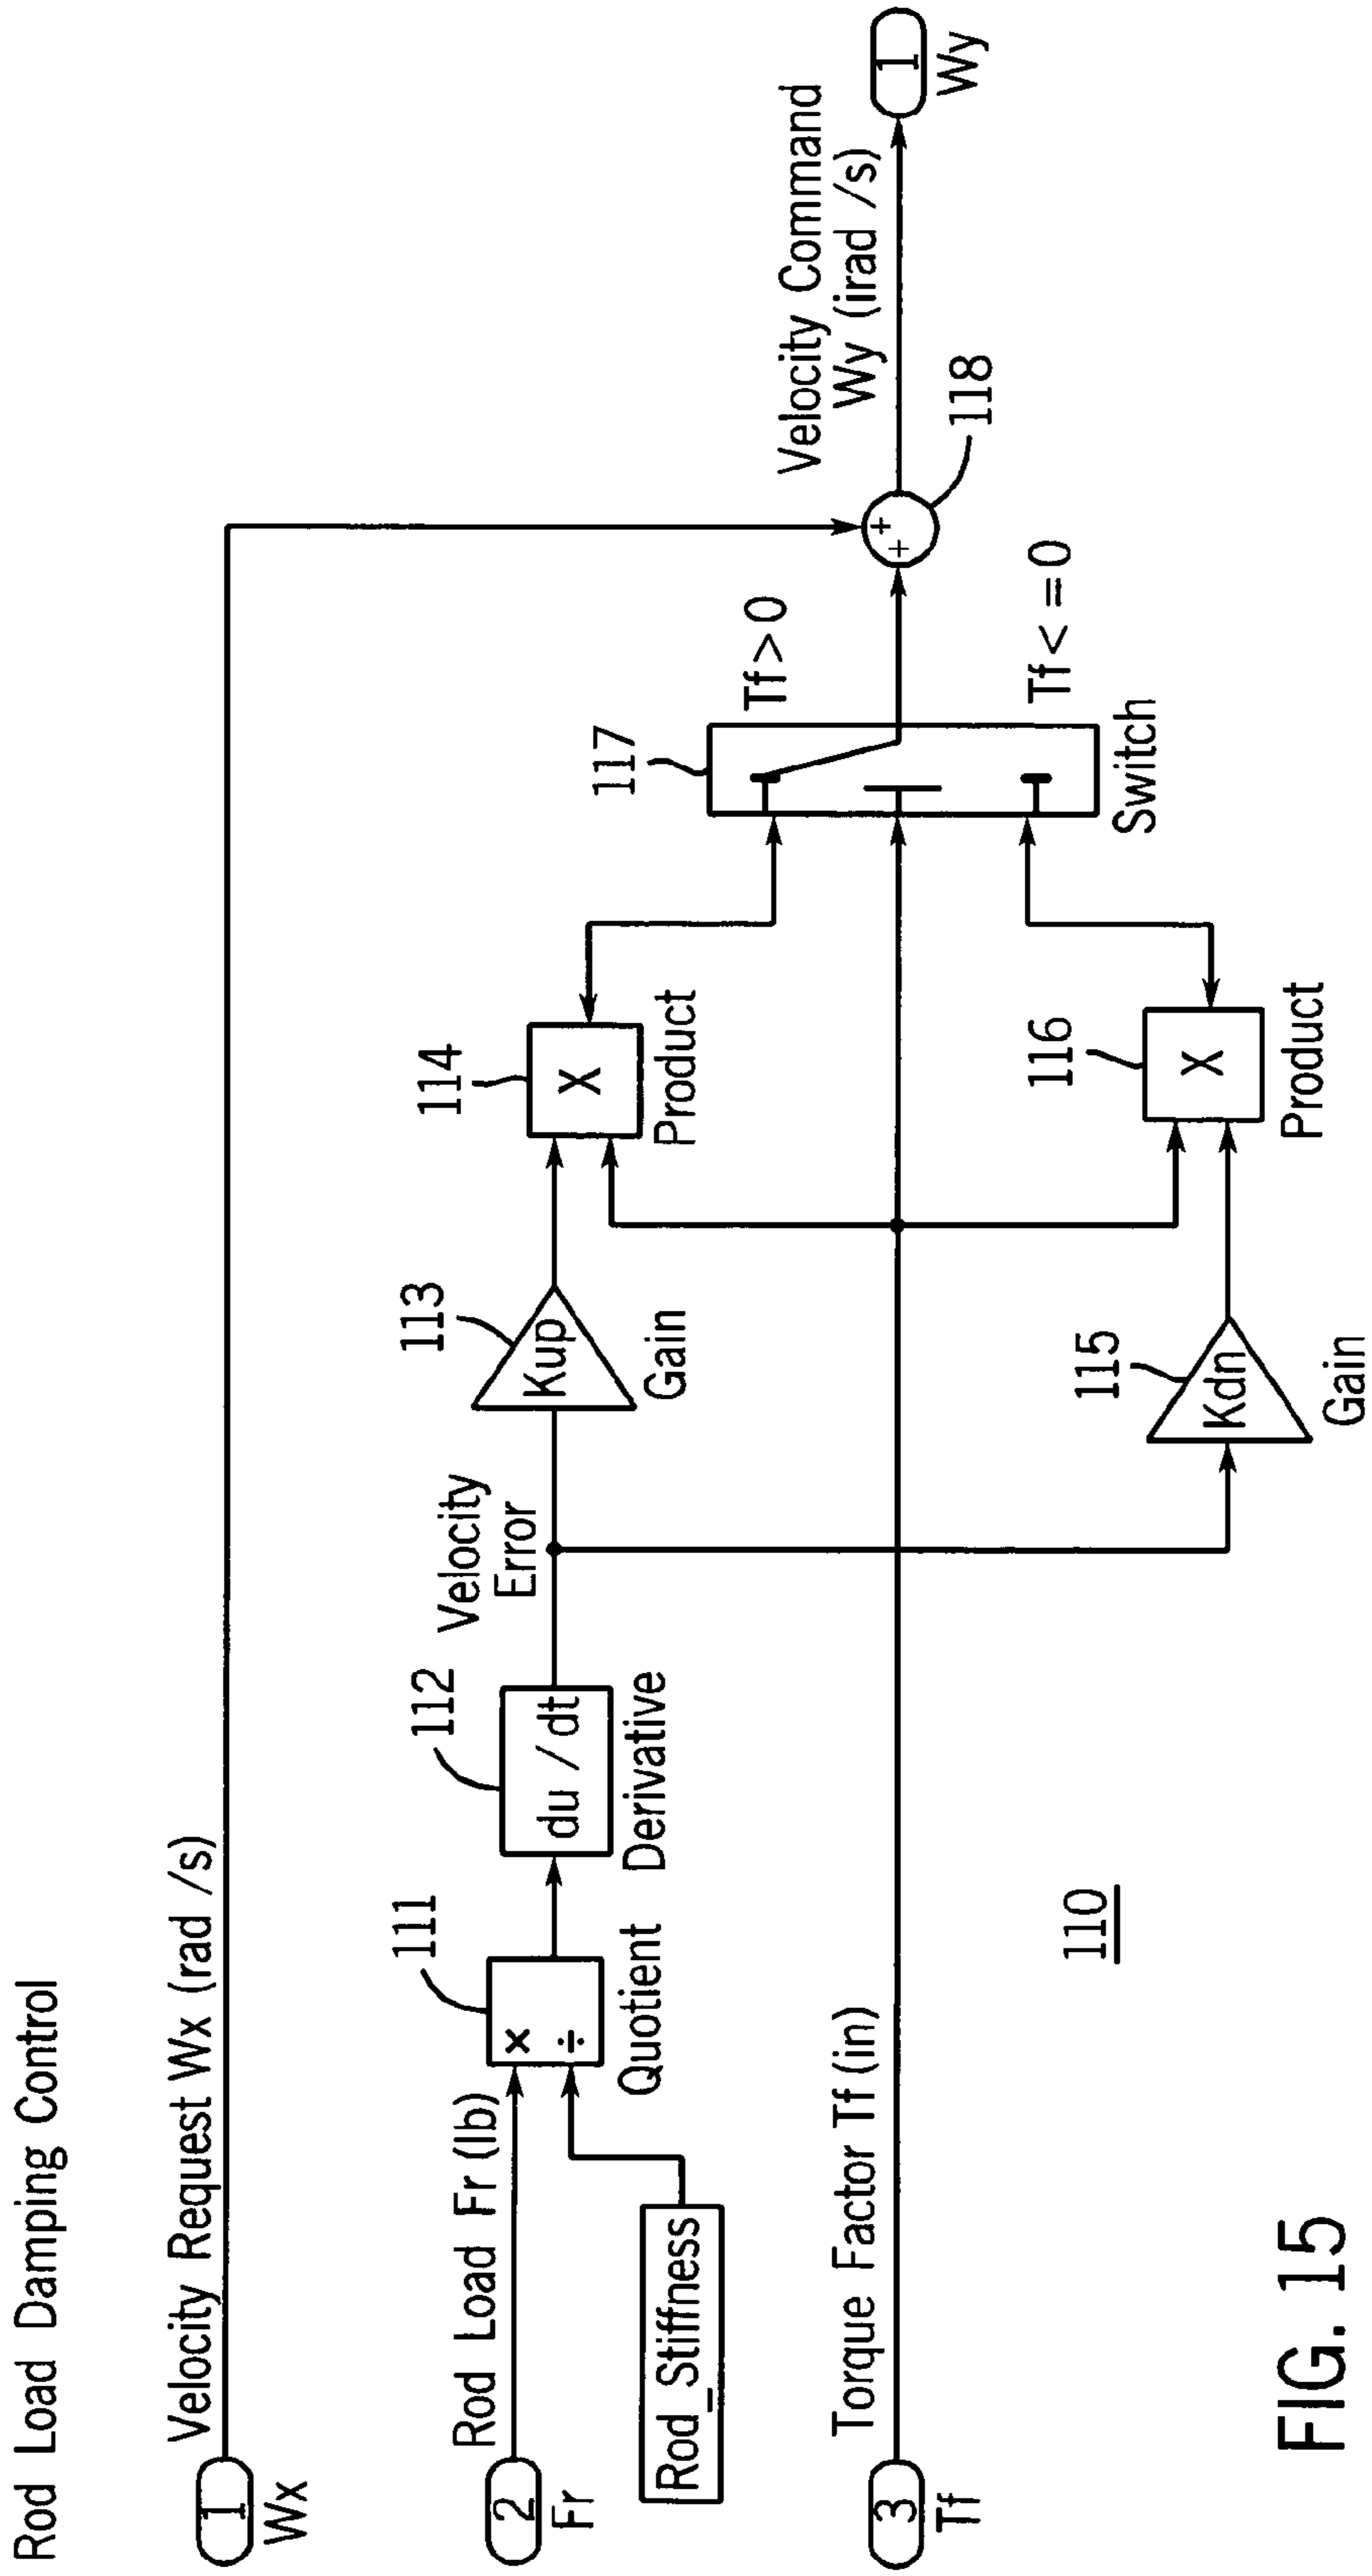 Rod Load Damping Control
Velocity Request Wx (rad /s)
1
Wx
Rod Load Fr (lb)
2
Fr
Rod_Stiffness
111
×
÷
Quotient
112
du / dt
Derivative
Velocity
Error
113
Kup
Gain
114
X
Product
115
Kdn
Gain
116
X
Product
Torque Factor Tf (in)
3
Tf
117
Tf > 0
Tf < = 0
Switch
+
+
118
Velocity Command
Wy (irad /s)
1
Wy
110
FIG. 15